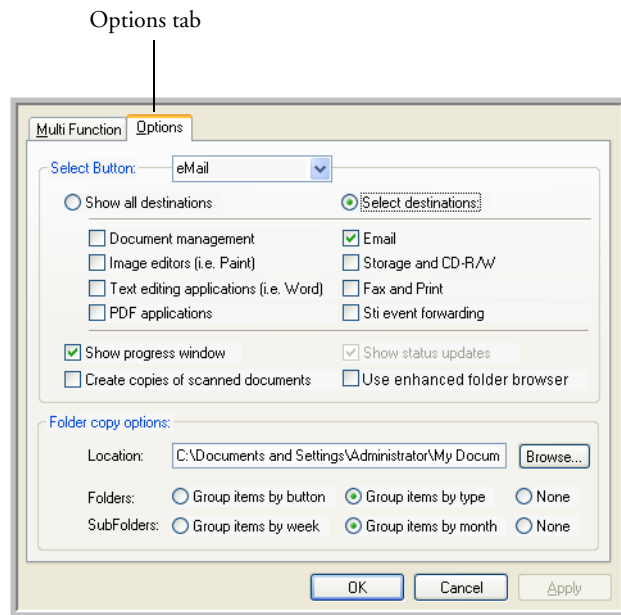 Options tab
Multi Function Options
Select Button: eMail
Show all destinations Select destinations:
Document management Email
Image editors (i.e. Paint) Storage and CD-R/W
Text editing applications (i.e. Word) Fax and Print
PDF applications Sti event forwarding
Show progress window Show status updates
Create copies of scanned documents Use enhanced folder browser
Folder copy options:
Location: C:\Documents and Settings\Administrator\My Docum Browse...
Folders: Group items by button Group items by type None
SubFolders: Group items by week Group items by month None
OK Cancel Apply